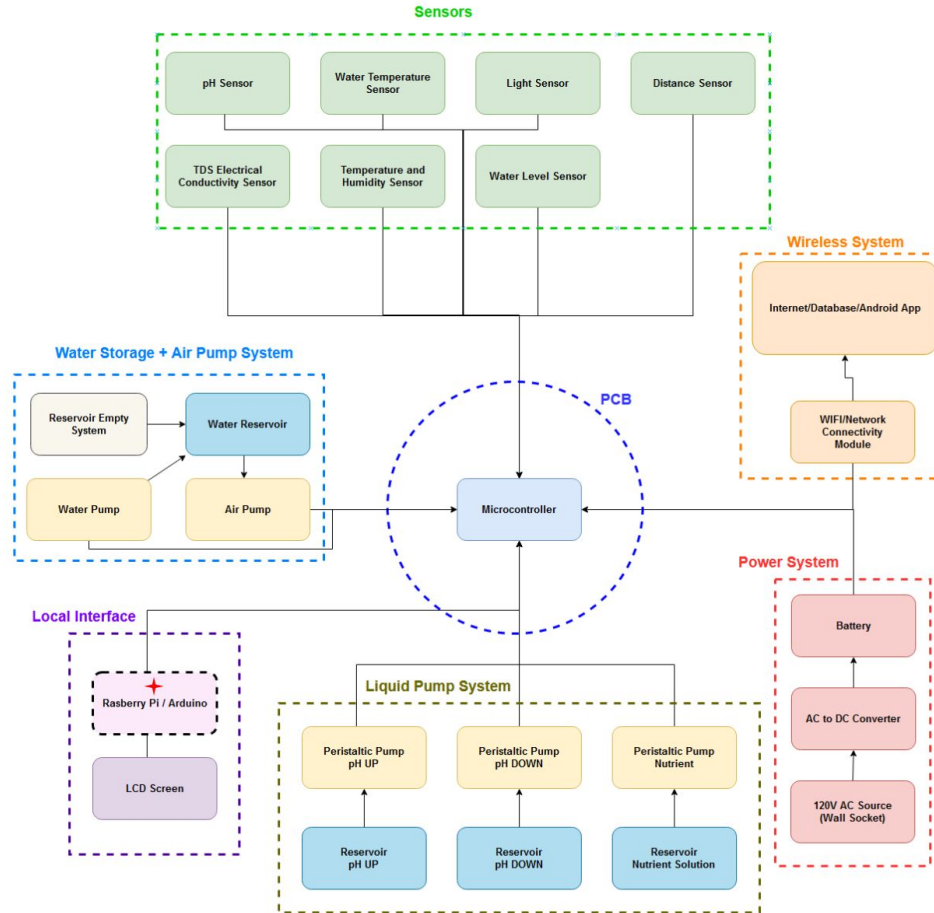 Sensors
pH Sensor
Water Temperature
Sensor
Light Sensor
Distance Sensor
TDS Electrical
Conductivity Sensor
Temperature and
Humidity Sensor
Water Level Sensor
Wireless System
Internet/Database/Android App
WIFI/Network
Connectivity
Module
Water Storage + Air Pump System
Reservoir Empty
System
Water Reservoir
Water Pump
Air Pump
PCB
Microcontroller
Power System
Battery
AC to DC Converter
120V AC Source
(Wall Socket)
Local Interface
Rasberry Pi / Arduino
LCD Screen
Liquid Pump System
Peristaltic Pump
pH UP
Peristaltic Pump
pH DOWN
Peristaltic Pump
Nutrient
Reservoir
pH UP
Reservoir
pH DOWN
Reservoir
Nutrient Solution